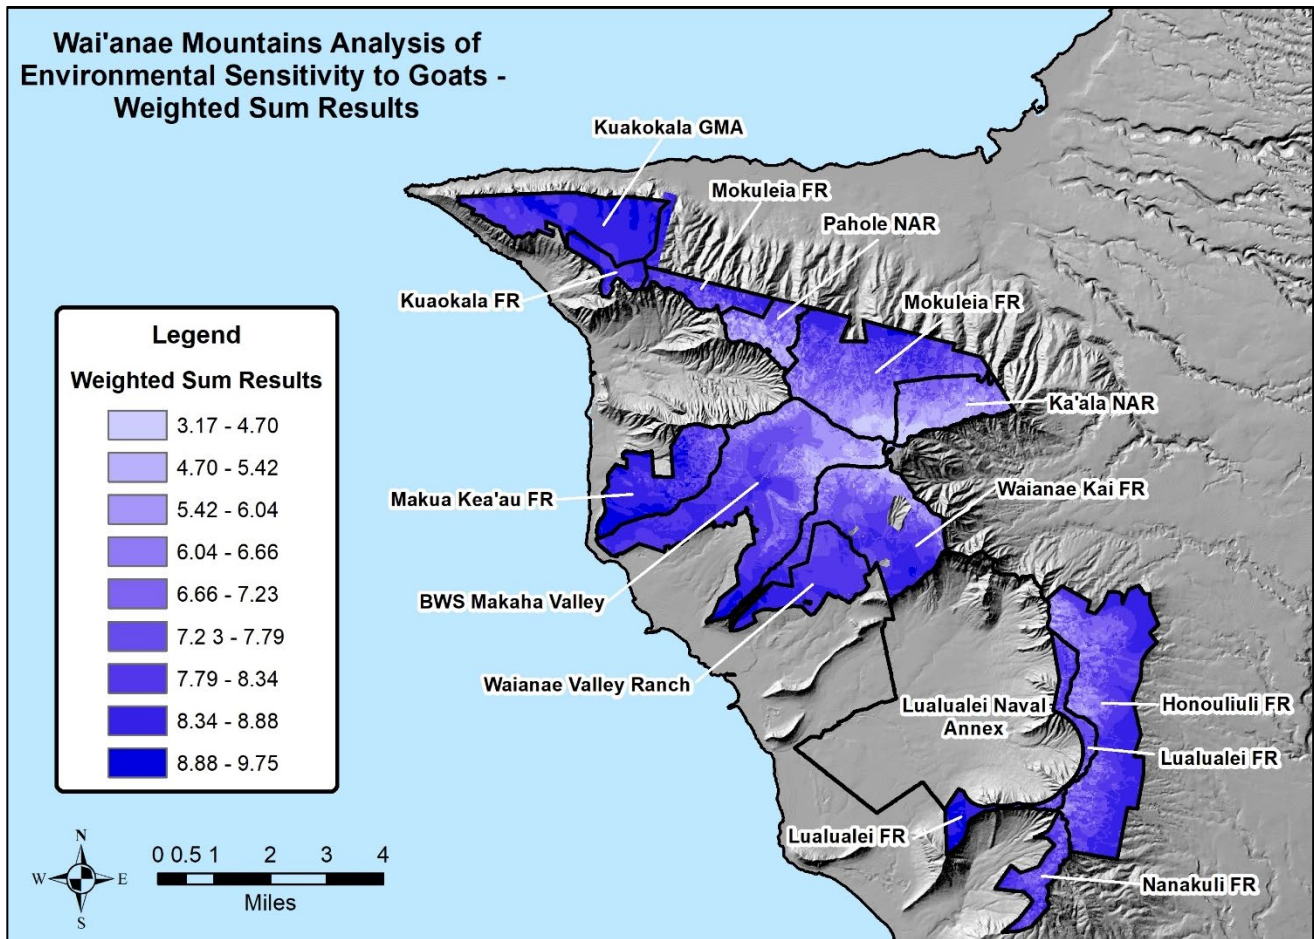 Wai'anae Mountains Analysis of
Environmental Sensitivity to Goats -
Weighted Sum Results
Kuakokala GMA
Mokuleia FR
Pahole NAR
Kuaokala FR
Mokuleia FR
Ka'ala NAR
Makua Kea'au FR
Waianae Kai FR
BWS Makaha Valley
Waianae Valley Ranch
Lualualei Naval
Annex
Honouliuli FR
Lualualei FR
Lualualei FR
Nanakuli FR
Legend
Weighted Sum Results
3.17 - 4.70
4.70 - 5.42
5.42 - 6.04
6.04 - 6.66
6.66 - 7.23
7.2 3 - 7.79
7.79 - 8.34
8.34 - 8.88
8.88 - 9.75
N
W E
S
0 0.5 1 2 3 4
Miles